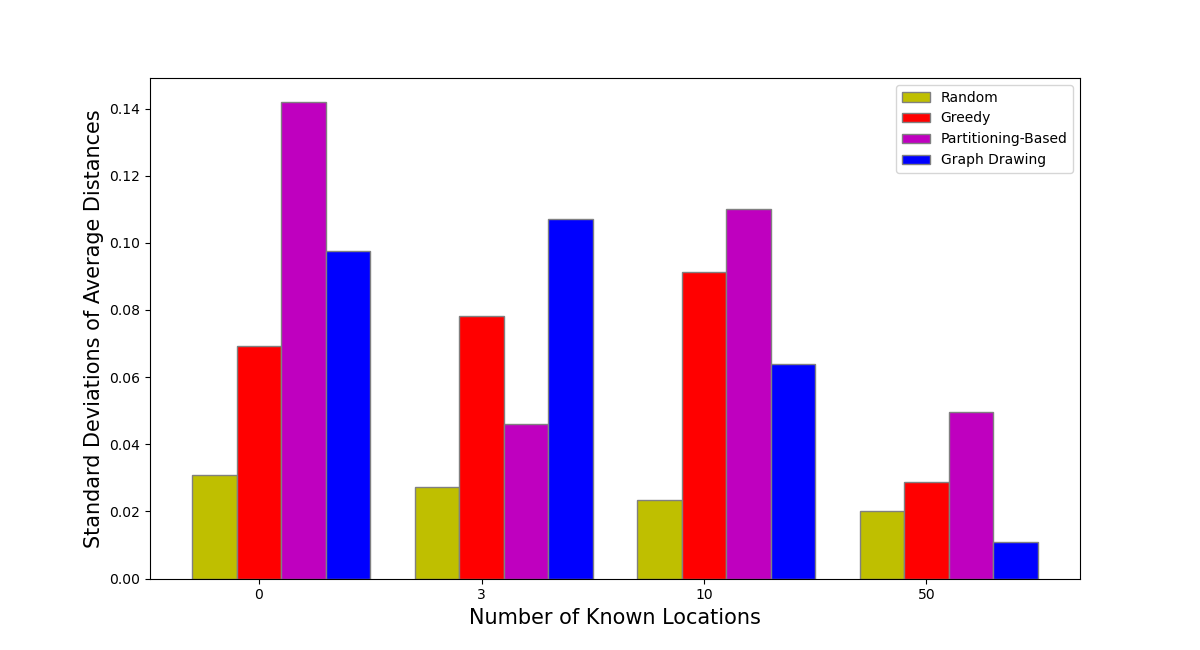 Standard Deviations of Average Distances
0.14
0.12
0.10
0.08
0.06
0.04
0.02
0.00
Random
Greedy
Partitioning-Based
Graph Drawing
0 3 10 50
Number of Known Locations